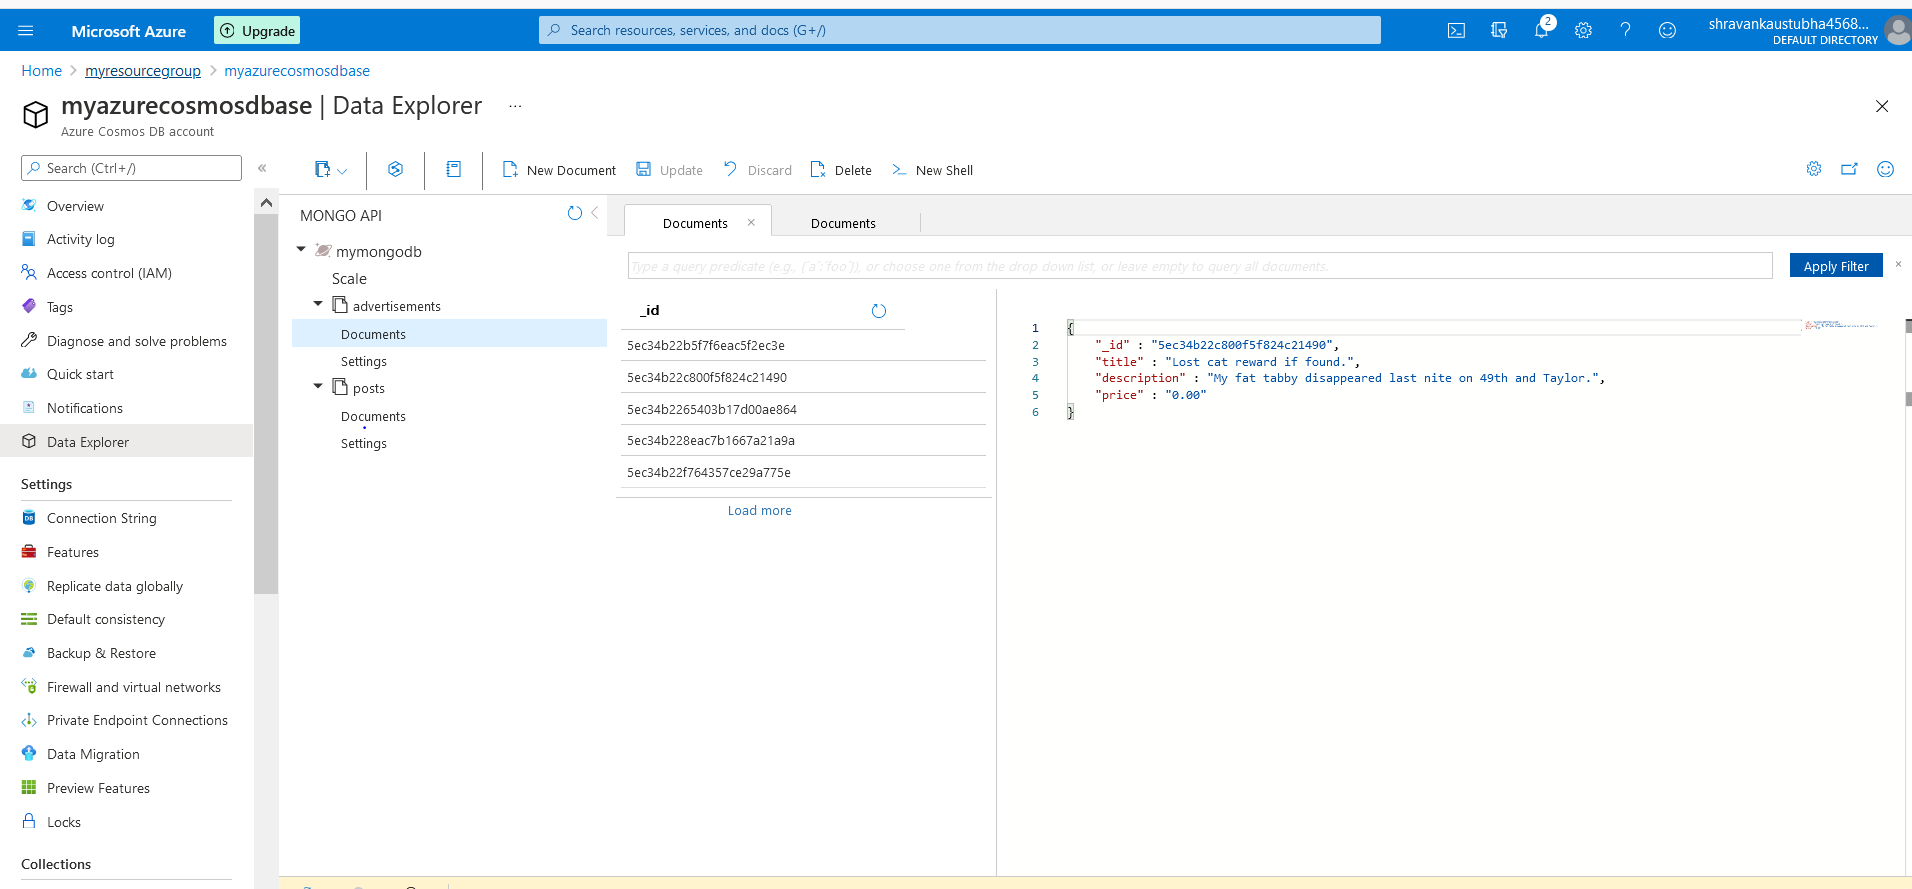 Microsoft Azure
Upgrade
Search resources, services, and docs (G+/)
2
shravankaustubha4568...
DEFAULT DIRECTORY
Home > myresourcegroup > myazurecosmosdbase
myazurecosmosdbase | Data Explorer ...
Azure Cosmos DB account
Search (Ctrl+/)
«
New Document
Update
Discard
Delete
New Shell
Overview
Activity log
Access control (IAM)
Tags
Diagnose and solve problems
Quick start
Notifications
Data Explorer
Settings
Connection String
Features
Replicate data globally
Default consistency
Backup & Restore
Firewall and virtual networks
Private Endpoint Connections
Data Migration
Preview Features
Locks
Collections
MONGO API
mymongodb
Scale
advertisements
Documents
Settings
posts
Documents
Settings
Documents
Documents
Type a query predicate (e.g., {´a´:´foo´}), or choose one from the drop down list, or leave empty to query all documents.
Apply Filter
_id
5ec34b22b5f7f6eac5f2ec3e
5ec34b22c800f5f824c21490
5ec34b2265403b17d00ae864
5ec34b228eac7b1667a21a9a
5ec34b22f764357ce29a775e
Load more
1 {
2 "_id" : "5ec34b22c800f5f824c21490",
3 "title" : "Lost cat reward if found.",
4 "description" : "My fat tabby disappeared last nite on 49th and Taylor.",
5 "price" : "0.00"
6 }